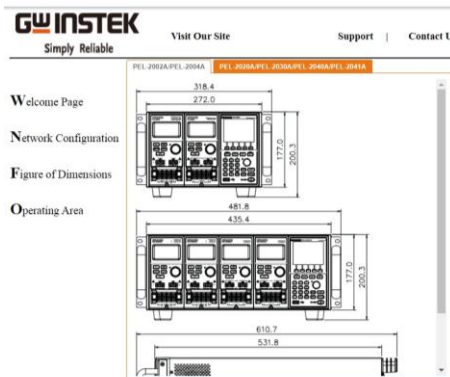 GW INSTEK
Simply Reliable
Visit Our Site
Support | Contact U
PEL-2002A/PEL-2004A
PEL-2020A/PEL-2030A/PEL-2040A/PEL-2041A
Welcome Page
Network Configuration
Figure of Dimensions
Operating Area
318.4
272.0
177.0
200.3
481.8
435.4
177.0
200.3
610.7
531.8